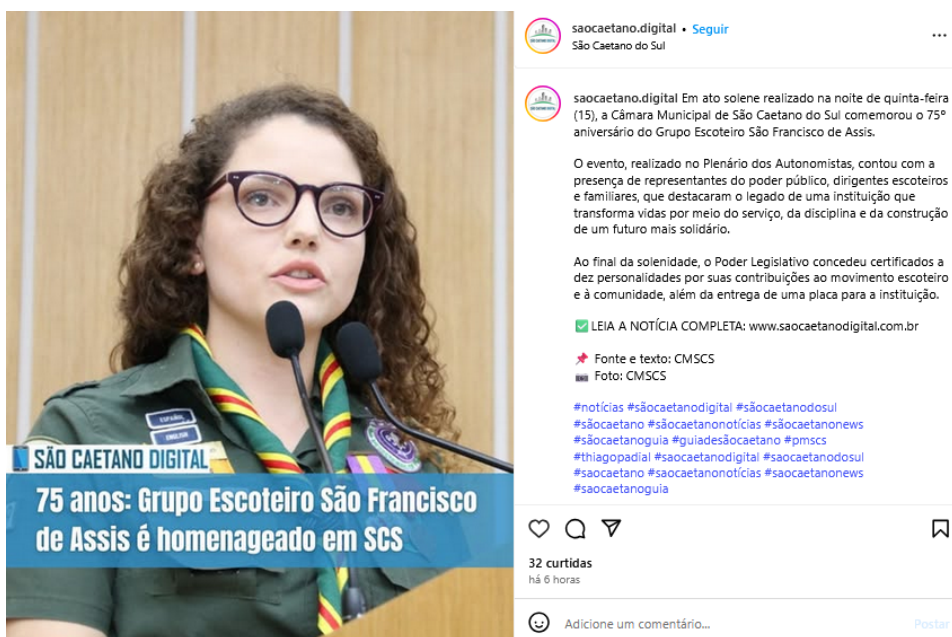 ESPAÑOL
ENGLISH
SÃO CAETANO DIGITAL
75 anos: Grupo Escoteiro São Francisco
de Assis é homenageado em SCS
saocaetano.digital • Seguir
São Caetano do Sul
saocaetano.digital Em ato solene realizado na noite de quinta-feira
(15), a Câmara Municipal de São Caetano do Sul comemorou o 75º
aniversário do Grupo Escoteiro São Francisco de Assis.
O evento, realizado no Plenário dos Autonomistas, contou com a
presença de representantes do poder público, dirigentes escoteiros
e familiares, que destacaram o legado de uma instituição que
transforma vidas por meio do serviço, da disciplina e da construção
de um futuro mais solidário.
Ao final da solenidade, o Poder Legislativo concedeu certificados a
dez personalidades por suas contribuições ao movimento escoteiro
e à comunidade, além da entrega de uma placa para a instituição.
✅ LEIA A NOTÍCIA COMPLETA: www.saocaetanodigital.com.br
📌 Fonte e texto: CMSCS
📷 Foto: CMSCS
#notícias #sãocaetanodigital #sãocaetanodosul
#sãocaetano #sãocaetanonotícias #sãocaetanonews
#sãocaetanoguia #guiadesãocaetano #pmscs
#thiagopadial #saocaetanodigital #saocaetanodosul
#saocaetano #saocaetanonotícias #saocaetanonews
#saocaetanoguia
32 curtidas
há 6 horas
Adicione um comentário...
Postar